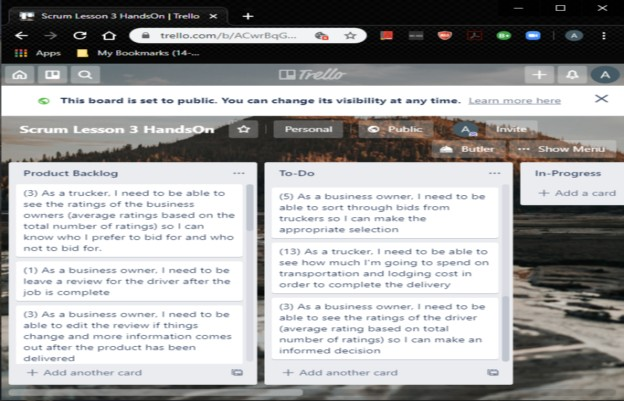 Scrum Lesson 3 HandsOn | Trello
trello.com/b/ACwrBqG...
Apps
My Bookmarks (14-...
Trello
A
This board is set to public. You can change its visibility at any time. Learn more here
Scrum Lesson 3 HandsOn
Personal
Public
A
Invite
Butler
... Show Menu
Product Backlog
(3) As a trucker, I need to be able to
see the ratings of the business
owners (average ratings based on the
total number of ratings) so I can
know who I prefer to bid for and who
not to bid for.
(1) As a business owner, I need to be
leave a review for the driver after the
job is complete
(3) As a business owner, I need to be
able to edit the review if things
change and more information comes
out after the product has been
delivered
+ Add another card
To-Do
(5) As a business owner, I need to be
able to sort through bids from
truckers so I can make the
appropriate selection
(13) As a trucker, I need to be able to
see how much I'm going to spend on
transportation and lodging cost in
order to complete the delivery
(3) As a business owner, I need to be
able to see the ratings of the driver
(average rating based on total
number of ratings) so I can make an
informed decision
+ Add another card
In-Progress
+ Add a card